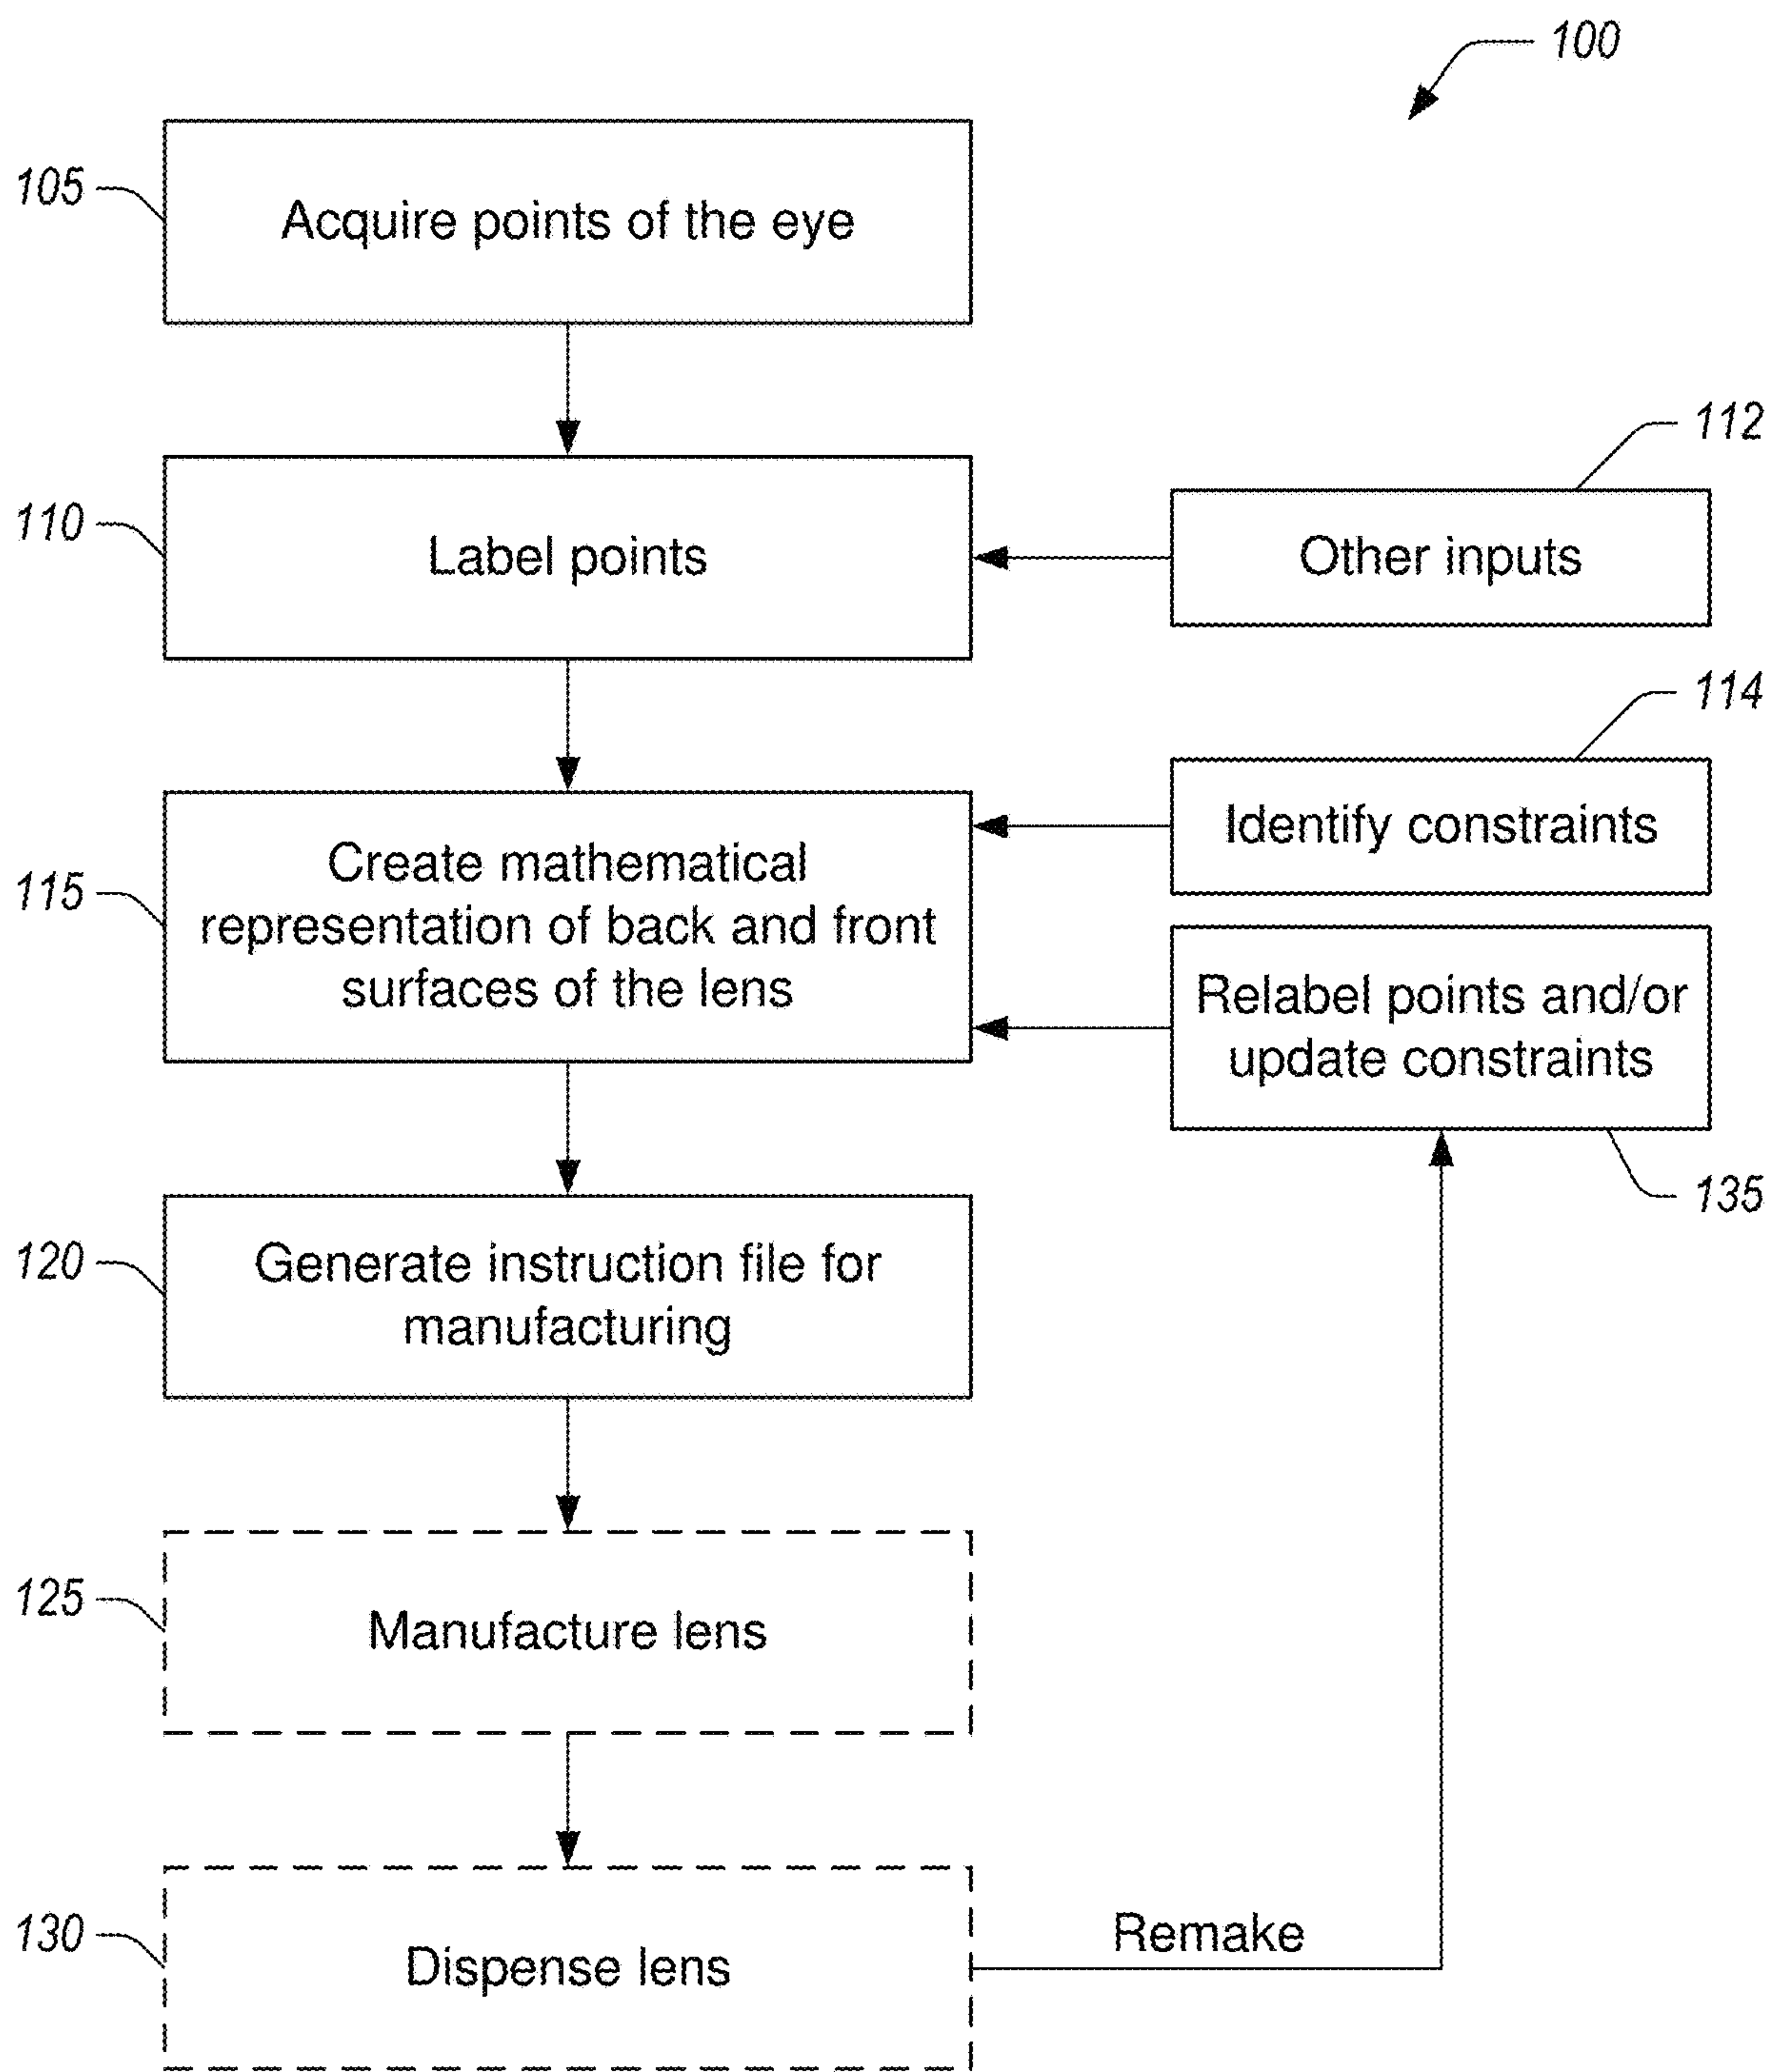 100
105
Acquire points of the eye
112
110
Label points
Other inputs
114
Identify constraints
115
Create mathematical
representation of back and front
surfaces of the lens
Relabel points and/or
update constraints
135
120
Generate instruction file for
manufacturing
125
Manufacture lens
130
Dispense lens
Remake